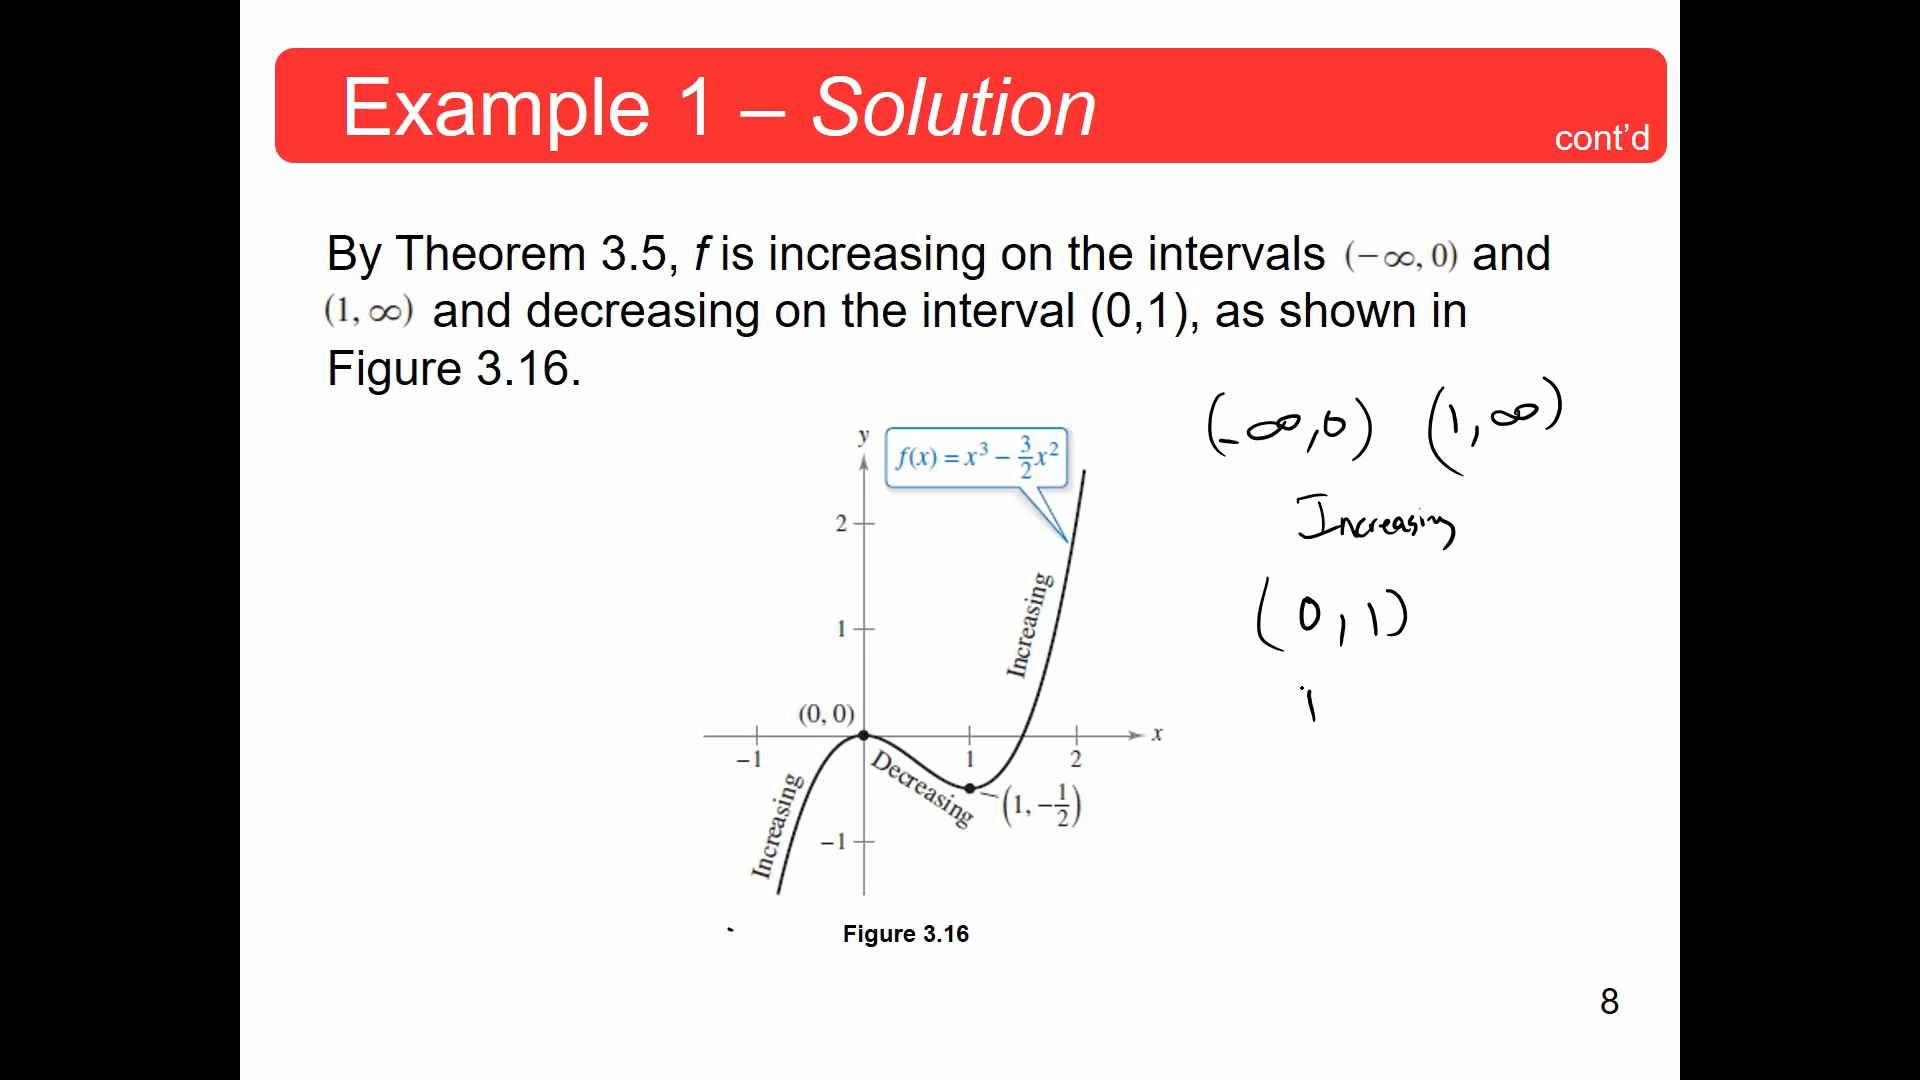 Example 1 – Solution
cont’d
By Theorem 3.5, f is increasing on the intervals (−∞, 0) and
(1, ∞) and decreasing on the interval (0,1), as shown in
Figure 3.16.
(-∞,0) (1,∞)
Increasing
(0,1)
y
f(x) = x³ − 3/2 x²
2
1
Increasing
(0, 0)
x
−1
1
2
Decreasing
(1, −1/2)
Increasing
−1
Figure 3.16
8